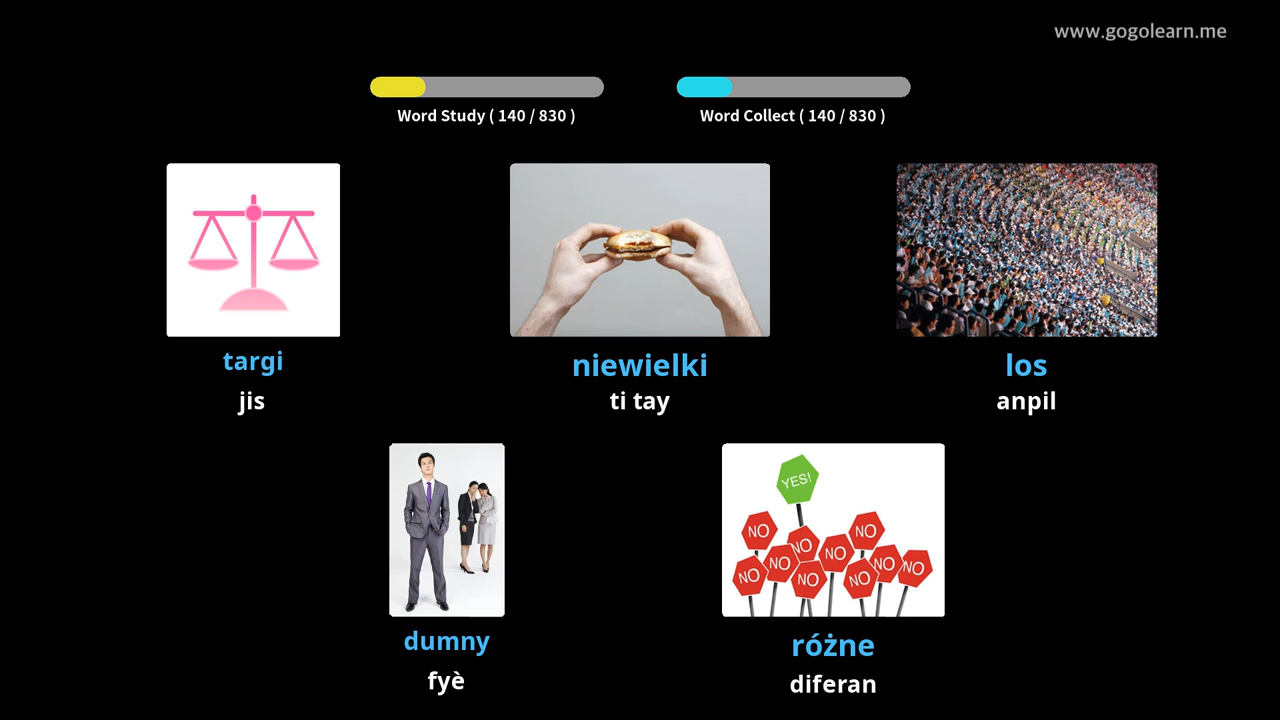 www.gogolearn.me
Word Study ( 140 / 830 )
Word Collect ( 140 / 830 )
targi
jis
niewielki
ti tay
los
anpil
dumny
fyè
YES!
NO
NO
NO
NO
NO
NO
NO
NO
NO
NO
różne
diferan